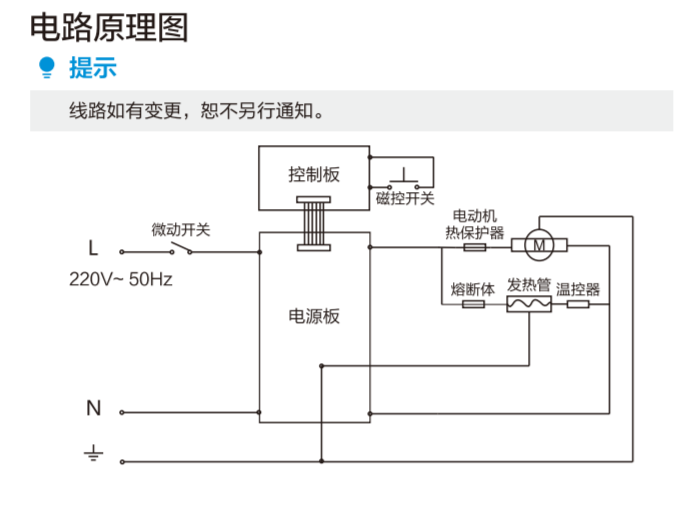 电路原理图
提示
线路如有变更，恕不另行通知。
控制板
磁控开关
微动开关
电动机
热保护器
L
M
220V~ 50Hz
熔断体
发热管
温控器
电源板
N